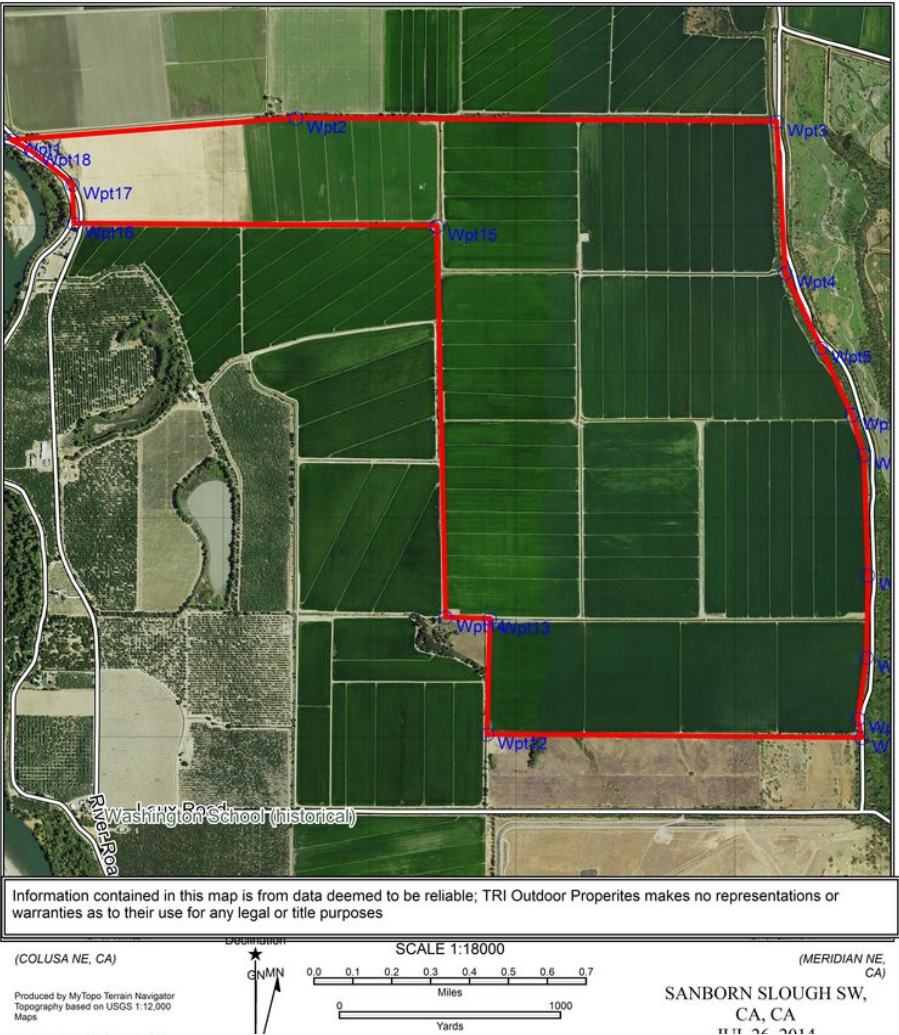 Wpt2
Wpt3
Wpt1
Wpt18
Wpt17
Wpt16
Wpt15
Wpt4
Wpt5
Wp
W
W
Wpt14
Wpt13
W
Wp
Wpt12
W
River Roa
Laux Road
Washington School (historical)
Information contained in this map is from data deemed to be reliable; TRI Outdoor Properites makes no representations or
warranties as to their use for any legal or title purposes
Declination
SCALE 1:18000
(COLUSA NE, CA)
(MERIDIAN NE,
CA)
GN
MN
0.0 0.1 0.2 0.3 0.4 0.5 0.6 0.7
Miles
Produced by MyTopo Terrain Navigator
Topography based on USGS 1:12,000
Maps
0 1000
Yards
SANBORN SLOUGH SW,
CA, CA
JUL 26, 2014